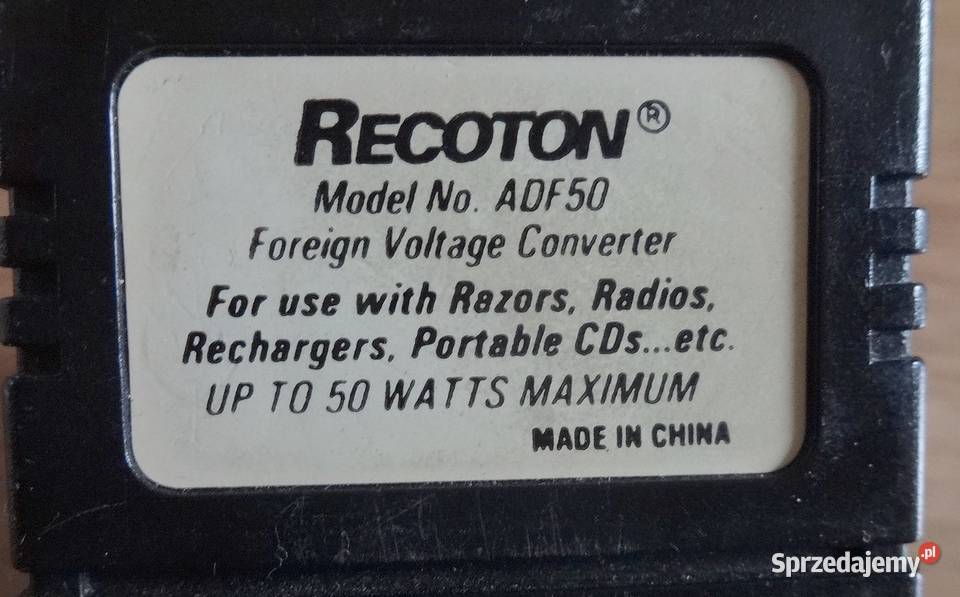 RECOTON®
Model No. ADF50
Foreign Voltage Converter
For use with Razors, Radios,
Rechargers, Portable CDs...etc.
UP TO 50 WATTS MAXIMUM
MADE IN CHINA
Sprzedajemy.pl